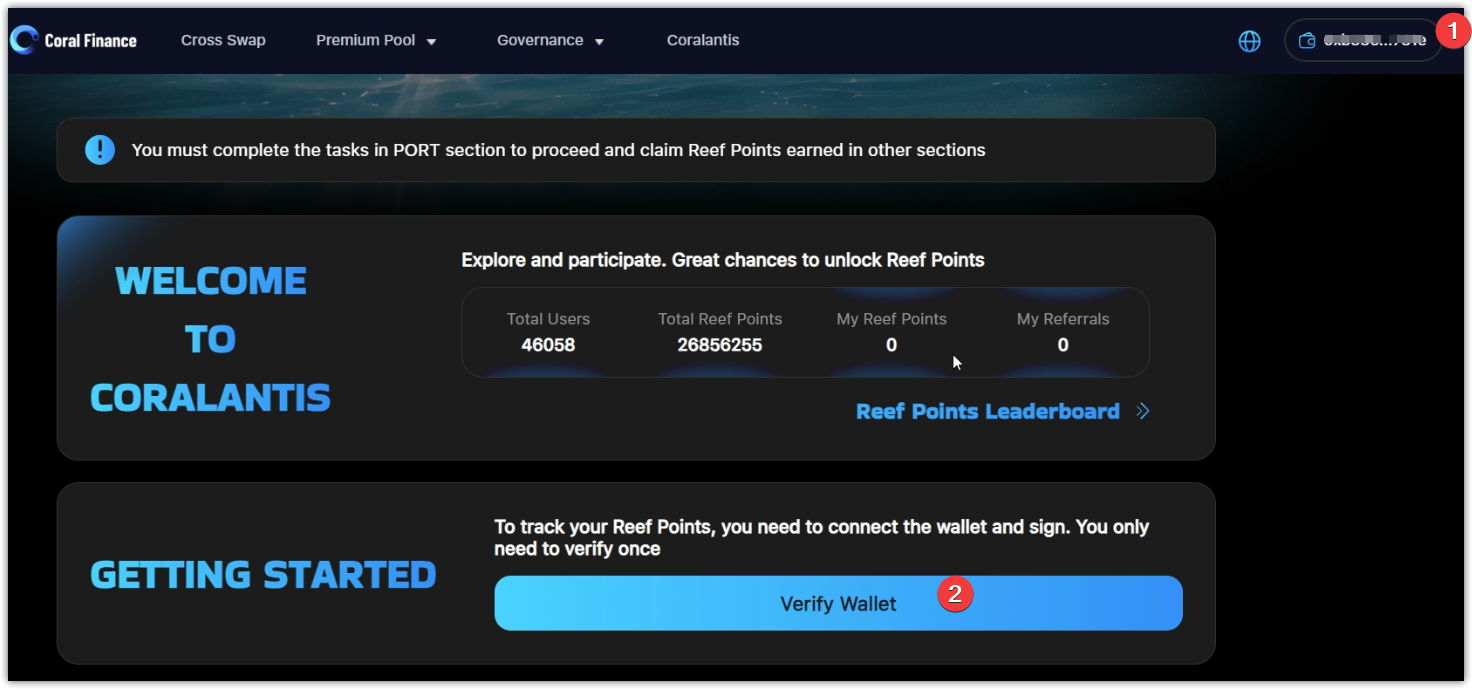 Coral Finance
Cross Swap
Premium Pool
Governance
Coralantis
1
You must complete the tasks in PORT section to proceed and claim Reef Points earned in other sections
WELCOME
TO
CORALANTIS
Explore and participate. Great chances to unlock Reef Points
Total Users Total Reef Points My Reef Points My Referrals
46058 26856255 0 0
Reef Points Leaderboard
GETTING STARTED
To track your Reef Points, you need to connect the wallet and sign. You only
need to verify once
Verify Wallet 2